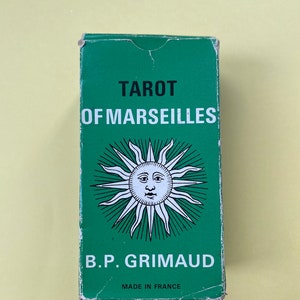 TAROT
OF MARSEILLES
B.P. GRIMAUD
MADE IN FRANCE